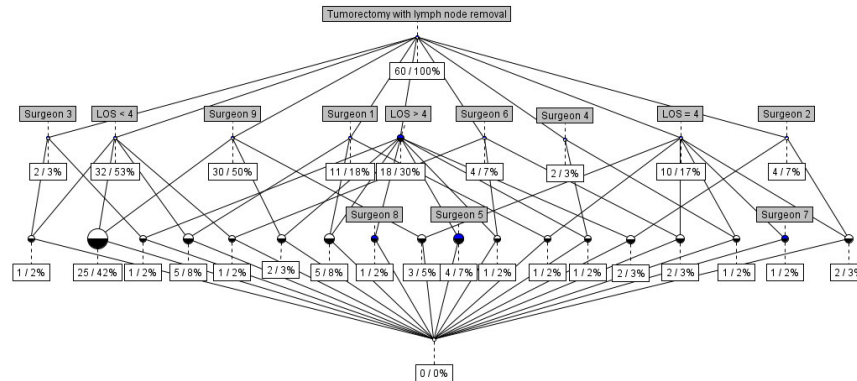 Tumorectomy with lymph node removal
60 / 100%
Surgeon 3
LOS < 4
Surgeon 9
Surgeon 1
LOS > 4
Surgeon 6
Surgeon 4
LOS = 4
Surgeon 2
2 / 3%
32 / 53%
30 / 50%
11 / 18%
18 / 30%
4 / 7%
2 / 3%
10 / 17%
4 / 7%
Surgeon 8
Surgeon 5
Surgeon 7
1 / 2%
25 / 42%
1 / 2%
5 / 8%
1 / 2%
2 / 3%
5 / 8%
1 / 2%
3 / 5%
4 / 7%
1 / 2%
1 / 2%
1 / 2%
2 / 3%
2 / 3%
1 / 2%
1 / 2%
2 / 3%
0 / 0%